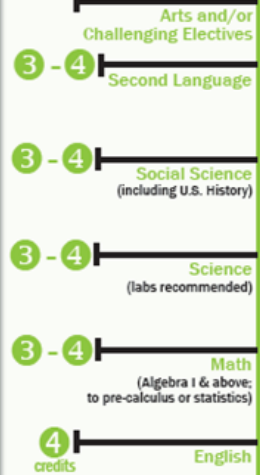 Arts and/or
Challenging Electives
3 - 4
Second Language
3 - 4
Social Science
(including U.S. History)
3 - 4
Science
(labs recommended)
3 - 4
Math
(Algebra I & above;
to pre-calculus or statistics)
4
credits
English